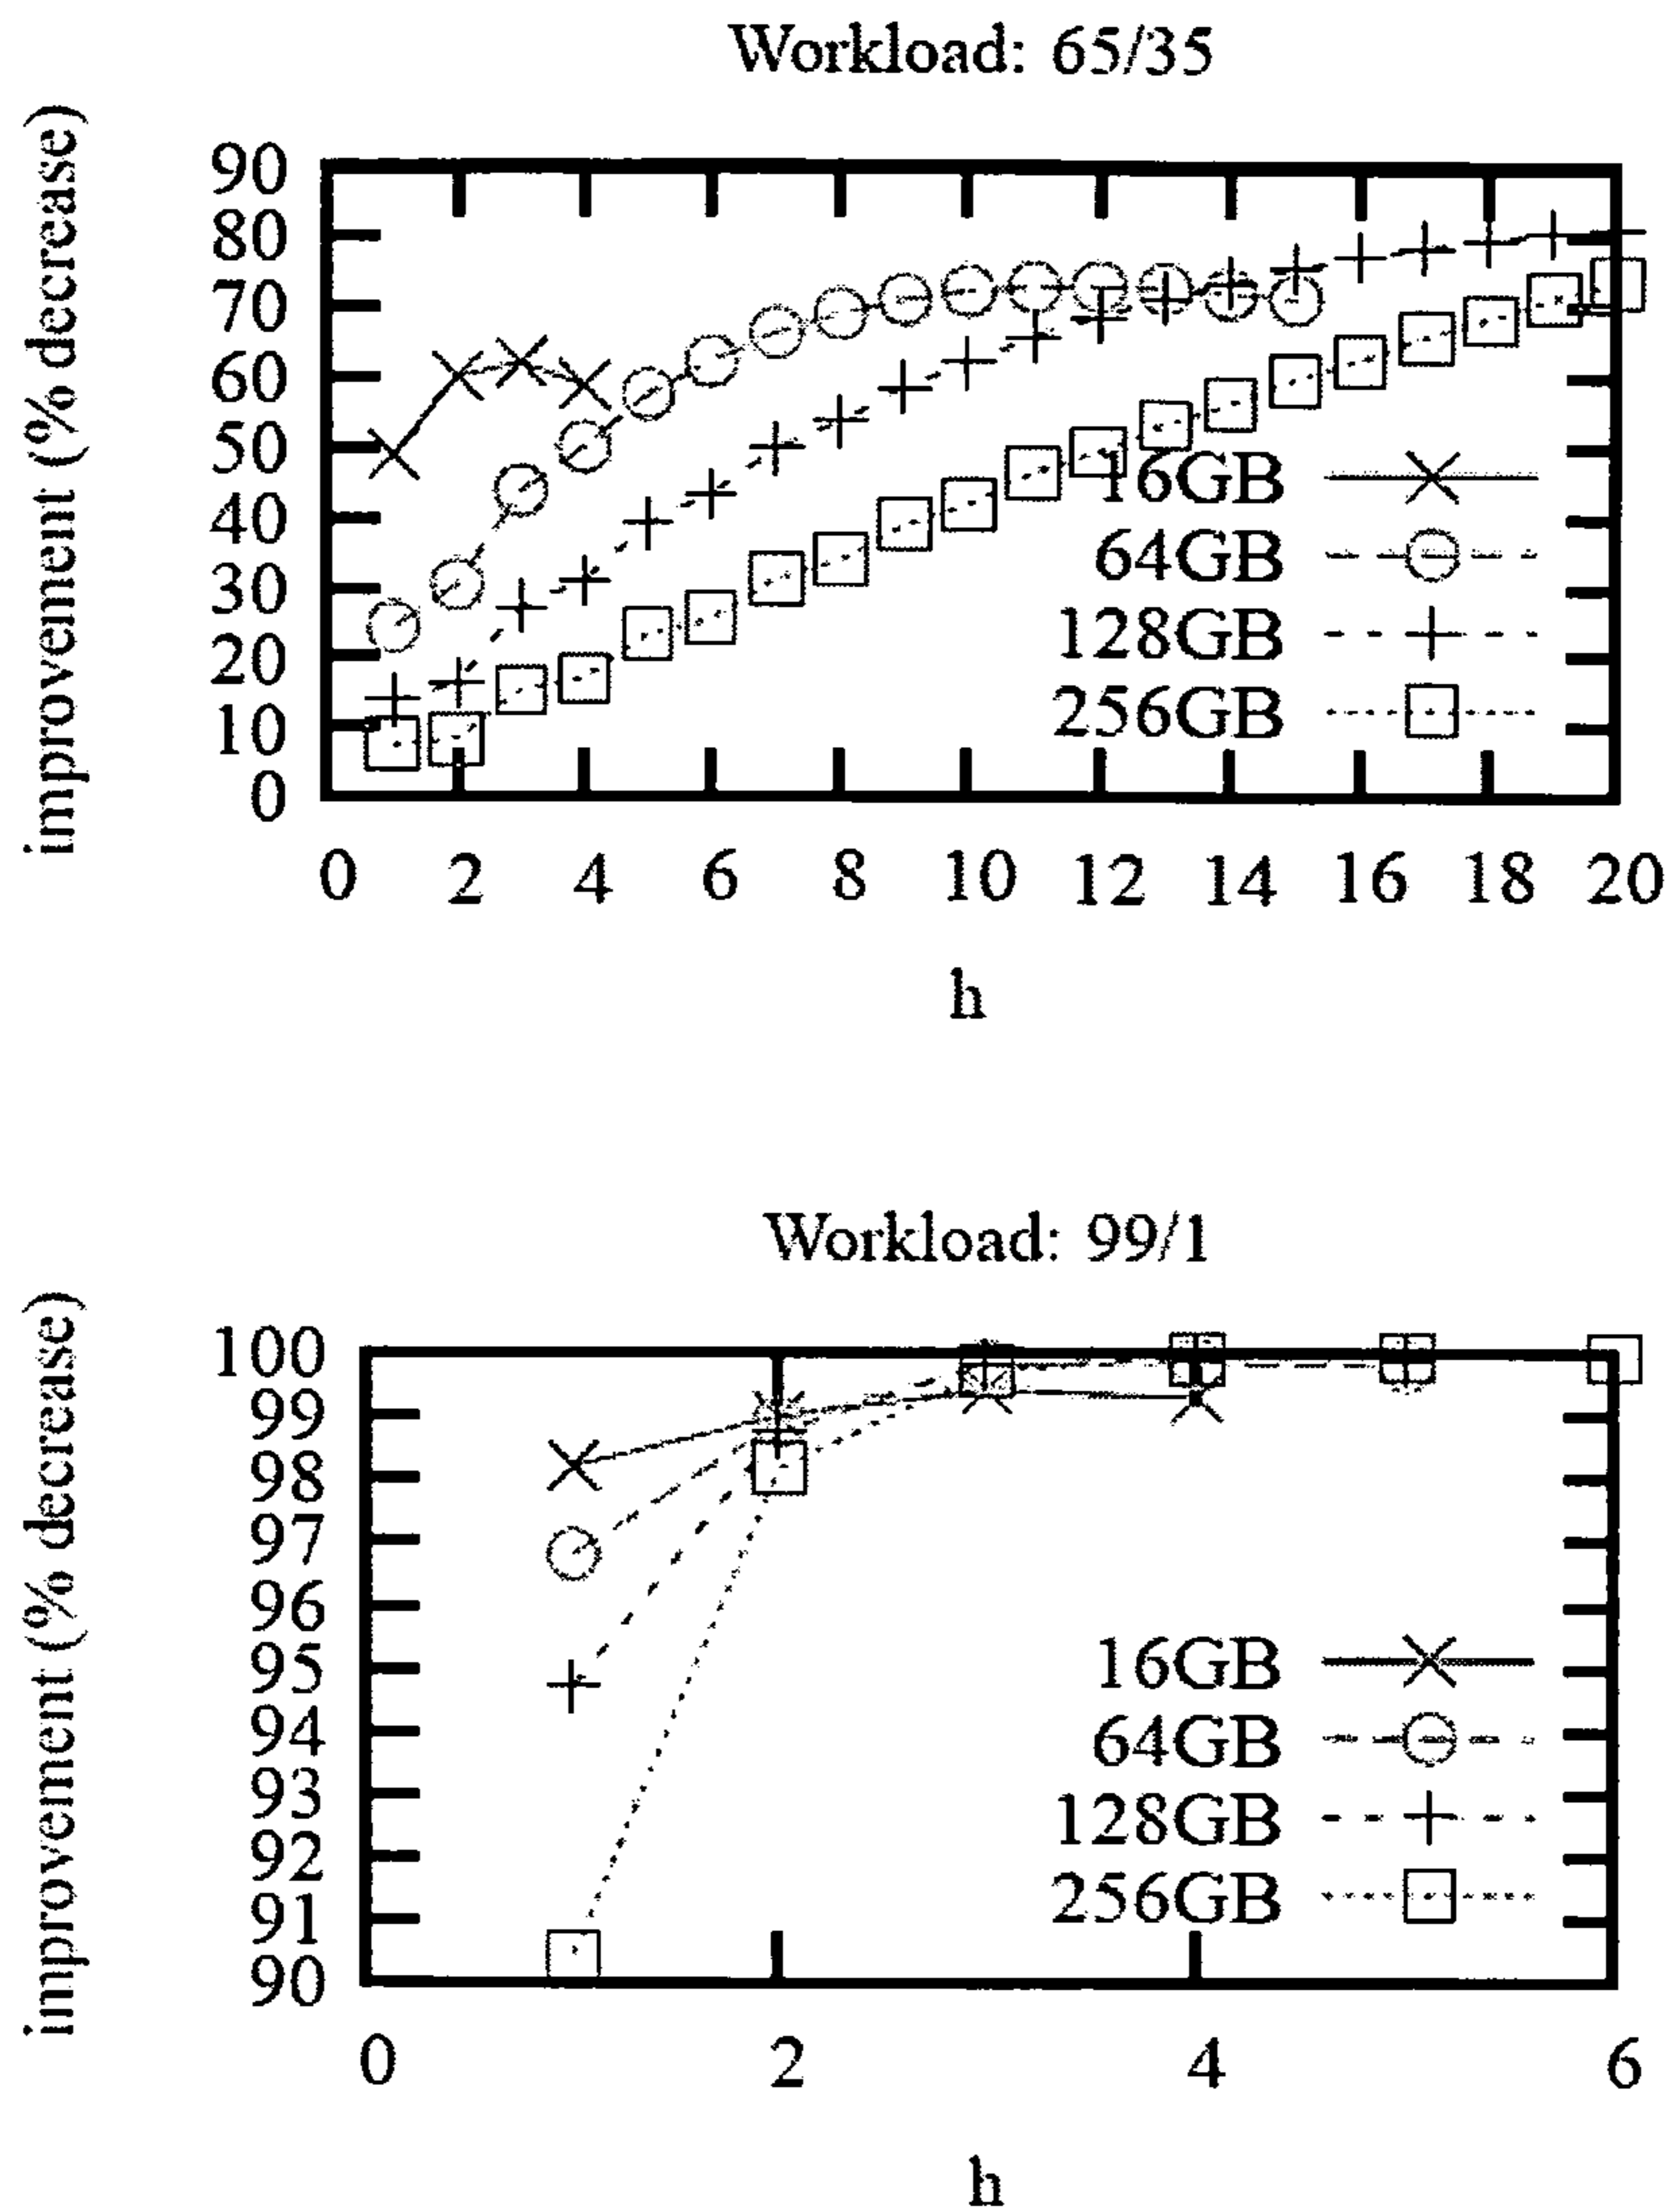 Workload: 65/35
improvement (% decrease)
90
80
70
60
50
40
30
20
10
0
16GB
64GB
128GB
256GB
0 2 4 6 8 10 12 14 16 18 20
h
Workload: 99/1
improvement (% decrease)
100
99
98
97
96
95
94
93
92
91
90
16GB
64GB
128GB
256GB
0 2 4 6
h